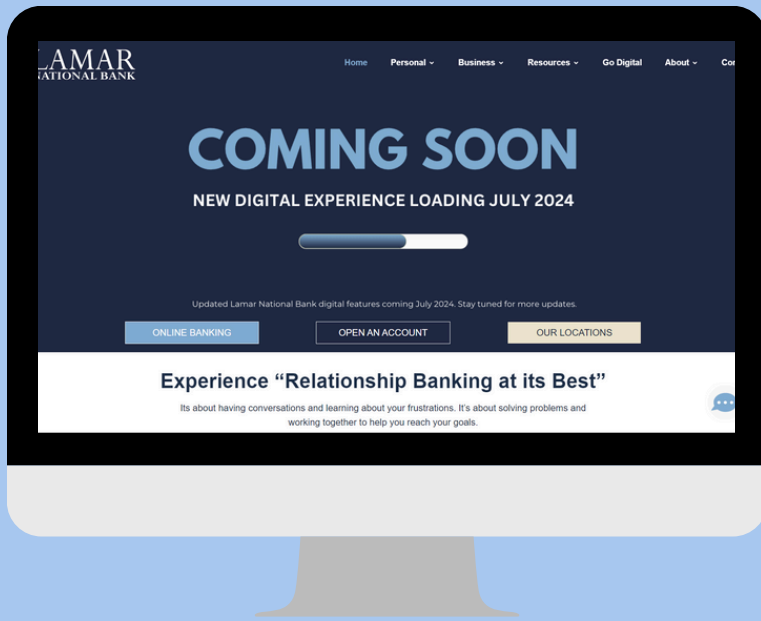 LAMAR
NATIONAL BANK
Home Personal Business Resources Go Digital About
COMING SOON
NEW DIGITAL EXPERIENCE LOADING JULY 2024
Updated Lamar National Bank digital features coming July 2024. Stay tuned for more updates.
ONLINE BANKING OPEN AN ACCOUNT OUR LOCATIONS
Experience “Relationship Banking at its Best”
Its about having conversations and learning about your frustrations. It’s about solving problems and
working together to help you reach your goals.